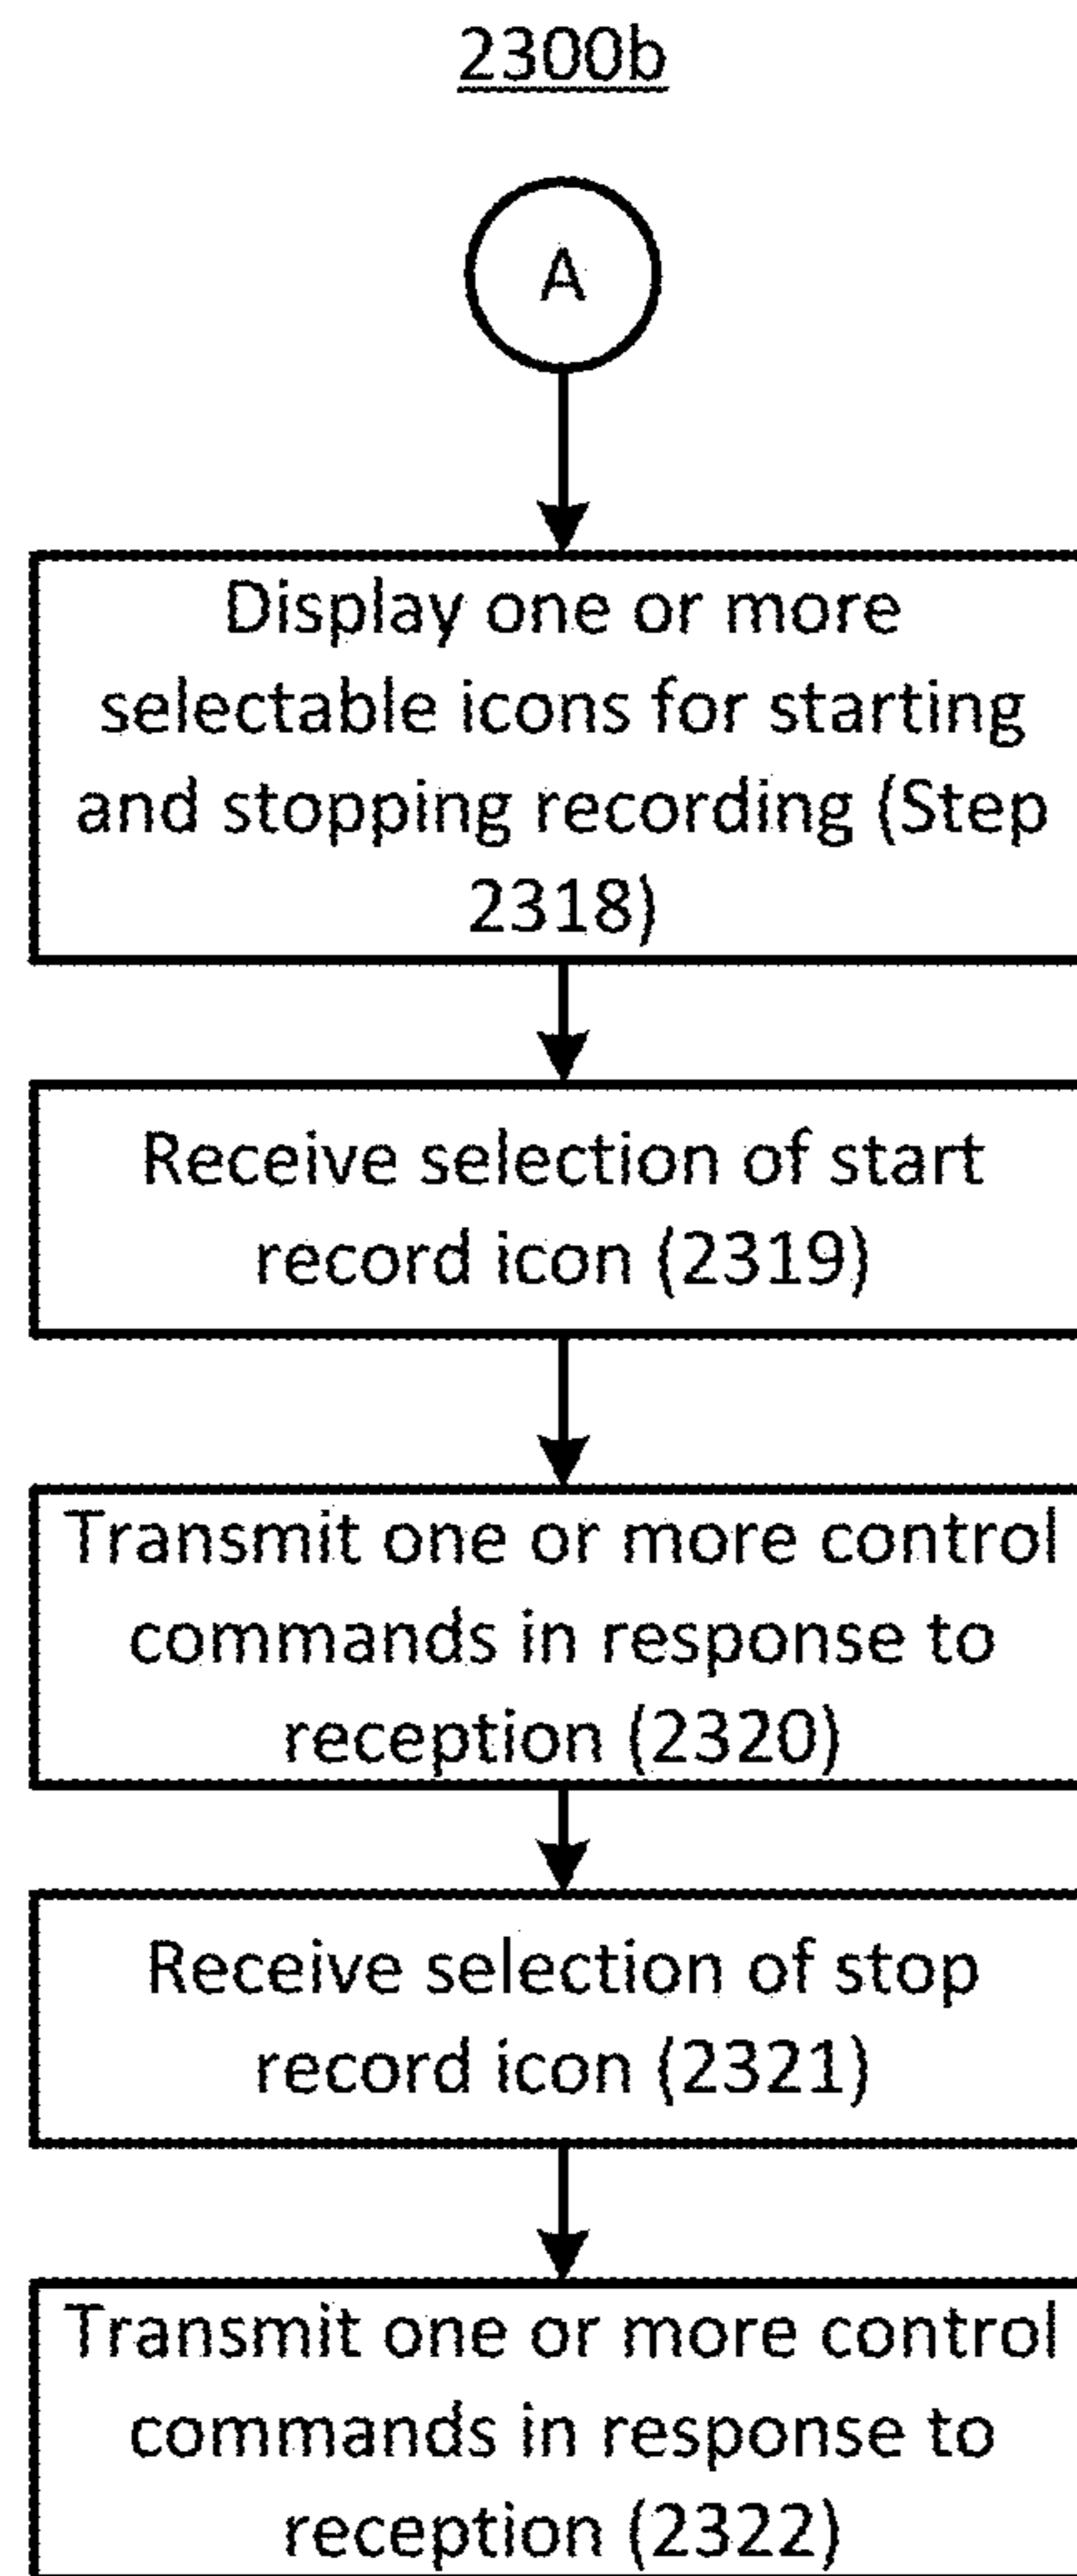 2300b
A
Display one or more
selectable icons for starting
and stopping recording (Step
2318)
Receive selection of start
record icon (2319)
Transmit one or more control
commands in response to
reception (2320)
Receive selection of stop
record icon (2321)
Transmit one or more control
commands in response to
reception (2322)